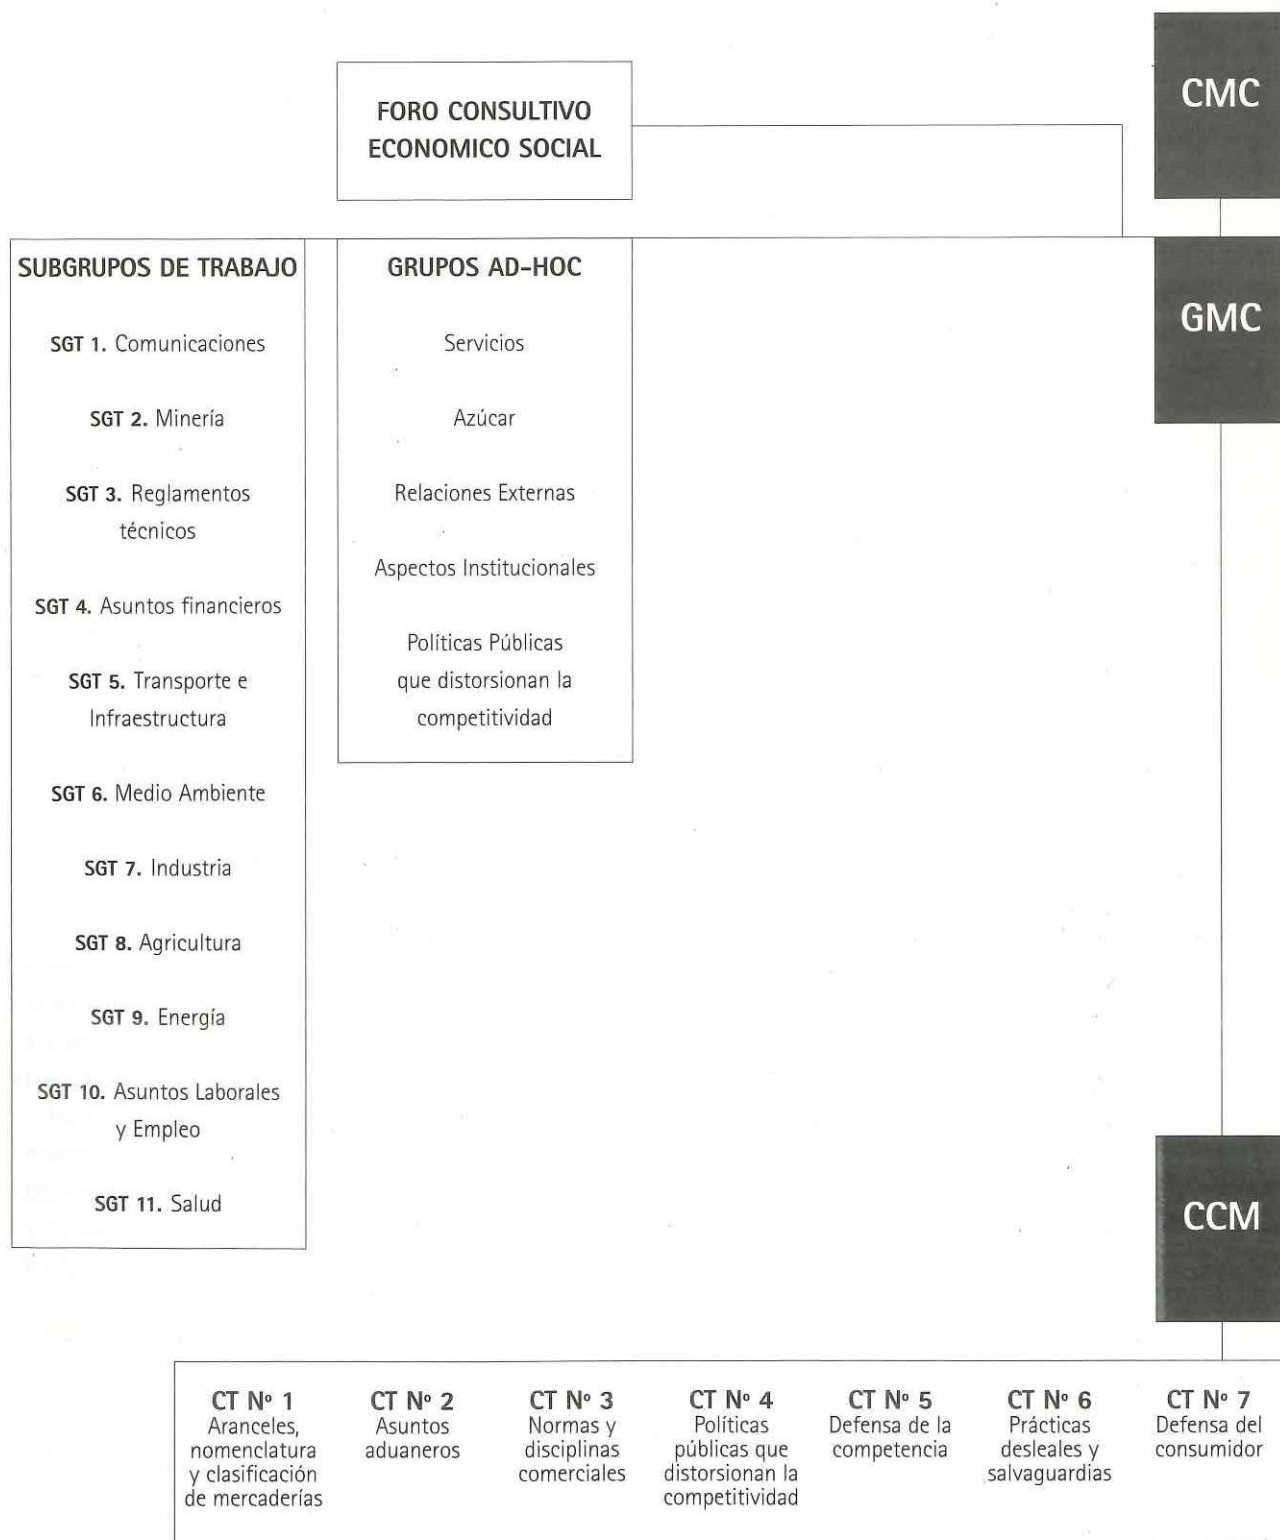 CMC
FORO CONSULTIVO
ECONOMICO SOCIAL
GMC
SUBGRUPOS DE TRABAJO
SGT 1. Comunicaciones
SGT 2. Minería
SGT 3. Reglamentos
técnicos
SGT 4. Asuntos financieros
SGT 5. Transporte e
Infraestructura
SGT 6. Medio Ambiente
SGT 7. Industria
SGT 8. Agricultura
SGT 9. Energía
SGT 10. Asuntos Laborales
y Empleo
SGT 11. Salud
GRUPOS AD-HOC
Servicios
Azúcar
Relaciones Externas
Aspectos Institucionales
Políticas Públicas
que distorsionan la
competitividad
CCM
CT Nº 1
Aranceles,
nomenclatura
y clasificación
de mercaderías
CT Nº 2
Asuntos
aduaneros
CT Nº 3
Normas y
disciplinas
comerciales
CT Nº 4
Políticas
públicas que
distorsionan la
competitividad
CT Nº 5
Defensa de la
competencia
CT Nº 6
Prácticas
desleales y
salvaguardias
CT Nº 7
Defensa del
consumidor